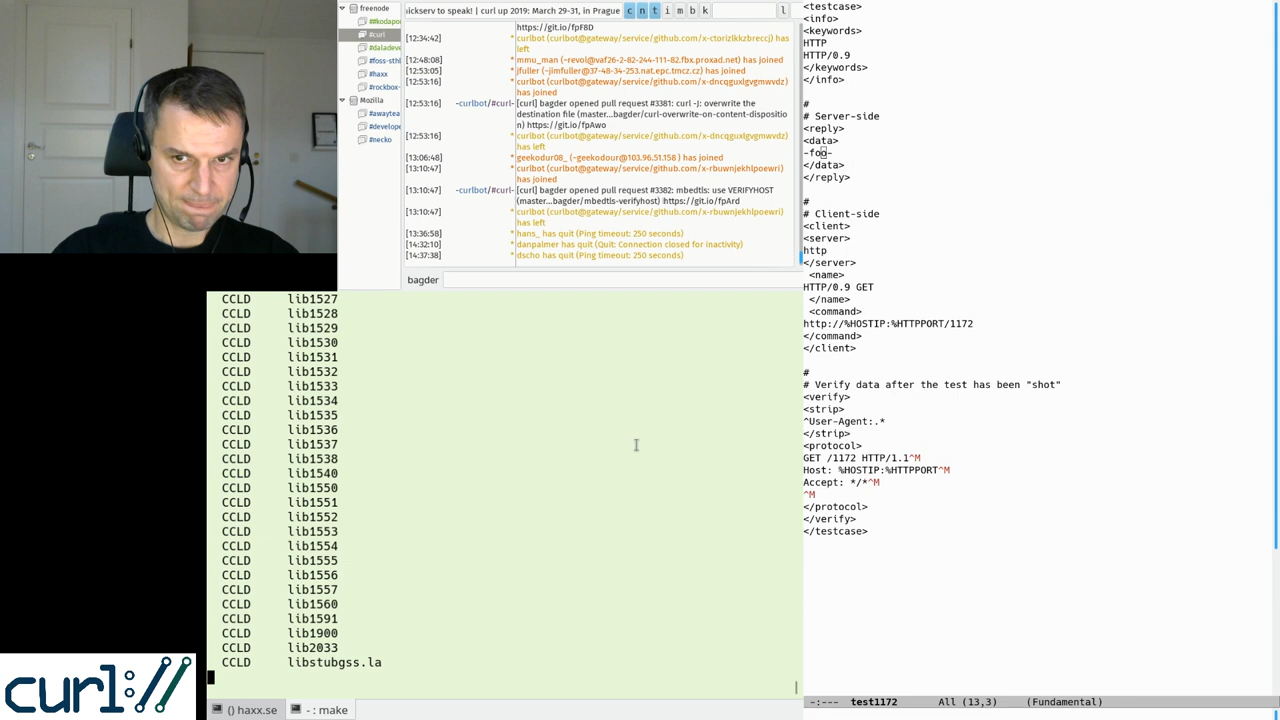 freenode
##kodapo
#curl
#daladeve
#foss-sthl
#haxx
#rockbox-
Mozilla
#awaytea
#develope
#necko
ickserv to speak! | curl up 2019: March 29-31, in Prague
c n t i m b k l
https://git.io/fpF8D
[12:34:42] * curlbot (curlbot@gateway/service/github.com/x-ctorizlkkzbreccj) has
left
[12:48:08] * mmu_man (~revol@vaf26-2-82-244-111-82.fbx.proxad.net) has joined
[12:53:05] * jfuller (~jimfuller@37-48-34-253.nat.epc.tmcz.cz) has joined
[12:53:16] * curlbot (curlbot@gateway/service/github.com/x-dncqguxlgvgmwvdz)
has joined
[12:53:16] -curlbot/#curl- [curl] bagder opened pull request #3381: curl -J: overwrite the
destination file (master...bagder/curl-overwrite-on-content-dispositio
n) https://git.io/fpAwo
[12:53:16] * curlbot (curlbot@gateway/service/github.com/x-dncqguxlgvgmwvdz)
has left
[13:06:48] * geekodur08_ (~geekodour@103.96.51.158 ) has joined
[13:10:47] * curlbot (curlbot@gateway/service/github.com/x-rbuwnjekhlpoewri)
has joined
[13:10:47] -curlbot/#curl- [curl] bagder opened pull request #3382: mbedtls: use VERIFYHOST
(master...bagder/mbedtls-verifyhost) https://git.io/fpArd
[13:10:47] * curlbot (curlbot@gateway/service/github.com/x-rbuwnjekhlpoewri)
has left
[13:36:58] * hans_ has quit (Ping timeout: 250 seconds)
[14:32:10] * danpalmer has quit (Quit: Connection closed for inactivity)
[14:37:38] * dscho has quit (Ping timeout: 250 seconds)
bagder
CCLD lib1527
CCLD lib1528
CCLD lib1529
CCLD lib1530
CCLD lib1531
CCLD lib1532
CCLD lib1533
CCLD lib1534
CCLD lib1535
CCLD lib1536
CCLD lib1537
CCLD lib1538
CCLD lib1540
CCLD lib1550
CCLD lib1551
CCLD lib1552
CCLD lib1553
CCLD lib1554
CCLD lib1555
CCLD lib1556
CCLD lib1557
CCLD lib1560
CCLD lib1591
CCLD lib1900
CCLD lib2033
CCLD libstubgss.la
() haxx.se
- : make
curl://
<testcase>
<info>
<keywords>
HTTP
HTTP/0.9
</keywords>
</info>
#
# Server-side
<reply>
<data>
-foo-
</data>
</reply>
#
# Client-side
<client>
<server>
http
</server>
<name>
HTTP/0.9 GET
</name>
<command>
http://%HOSTIP:%HTTPPORT/1172
</command>
</client>
#
# Verify data after the test has been "shot"
<verify>
<strip>
^User-Agent:.*
</strip>
<protocol>
GET /1172 HTTP/1.1^M
Host: %HOSTIP:%HTTPPORT^M
Accept: */*^M
^M
</protocol>
</verify>
</testcase>
-:--- test1172 All (13,3) (Fundamental)